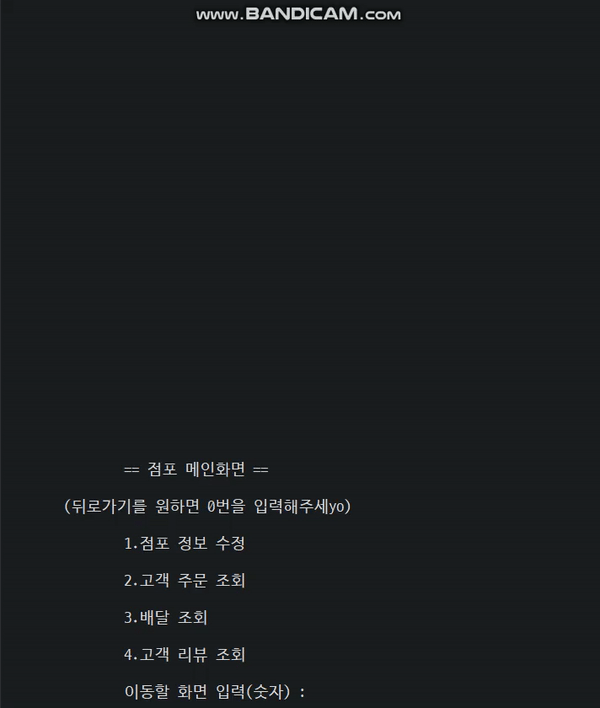 www.BANDICAM.com
== 점포 메인화면 ==
(뒤로가기를 원하면 0번을 입력해주세yo)
1.점포 정보 수정
2.고객 주문 조회
3.배달 조회
4.고객 리뷰 조회
이동할 화면 입력(숫자) :